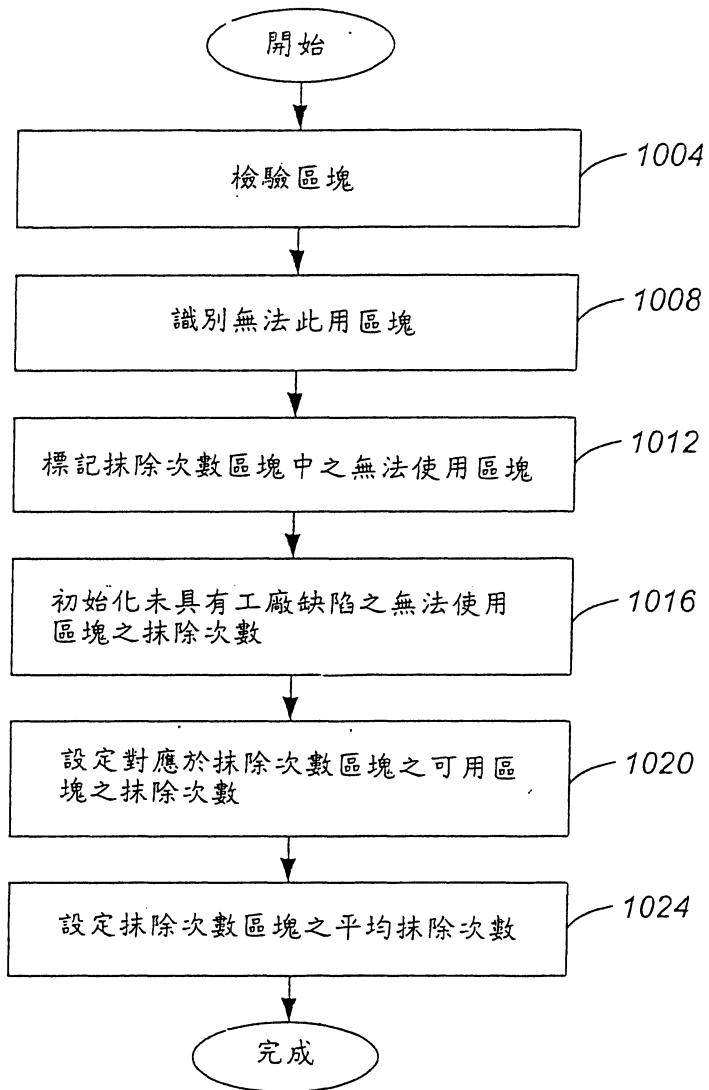 開始
檢驗區塊
1004
識別無法此用區塊
1008
標記抹除次數區塊中之無法使用區塊
1012
初始化未具有工廠缺陷之無法使用
區塊之抹除次數
1016
設定對應於抹除次數區塊之可用區
塊之抹除次數
1020
設定抹除次數區塊之平均抹除次數
1024
完成